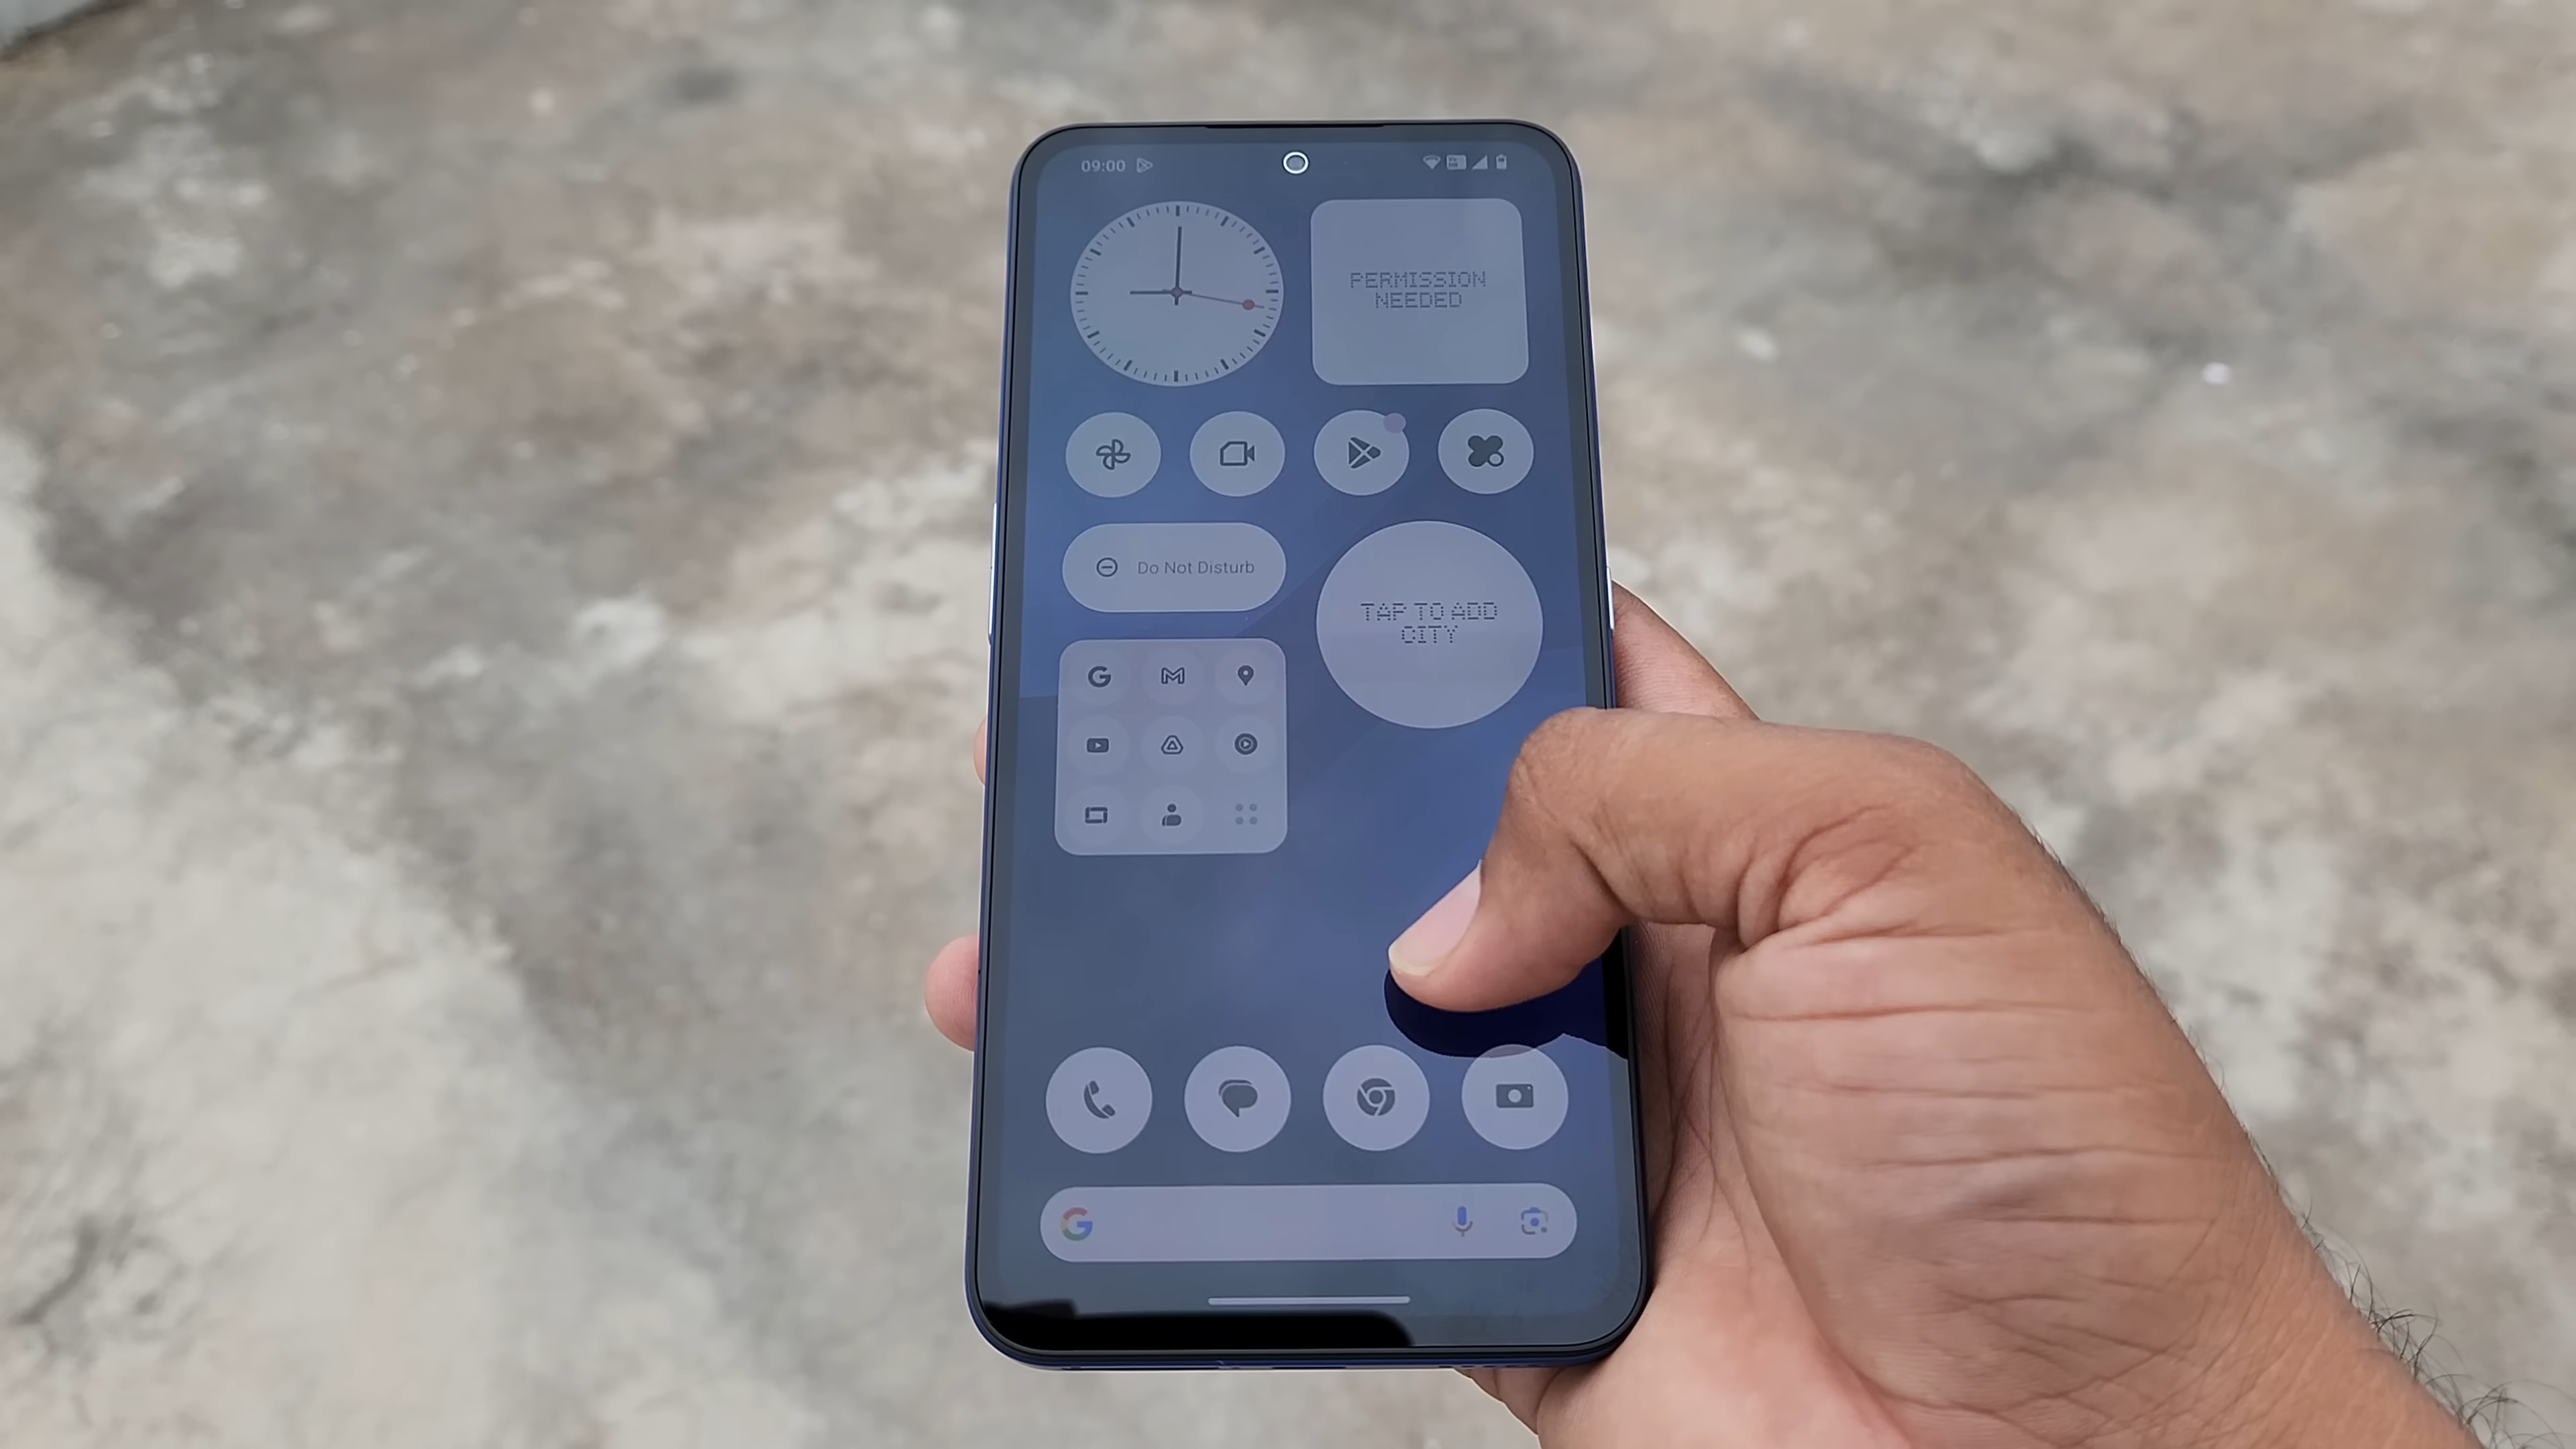 09:00
PERMISSION
NEEDED
Do Not Disturb
TAP TO ADD
CITY